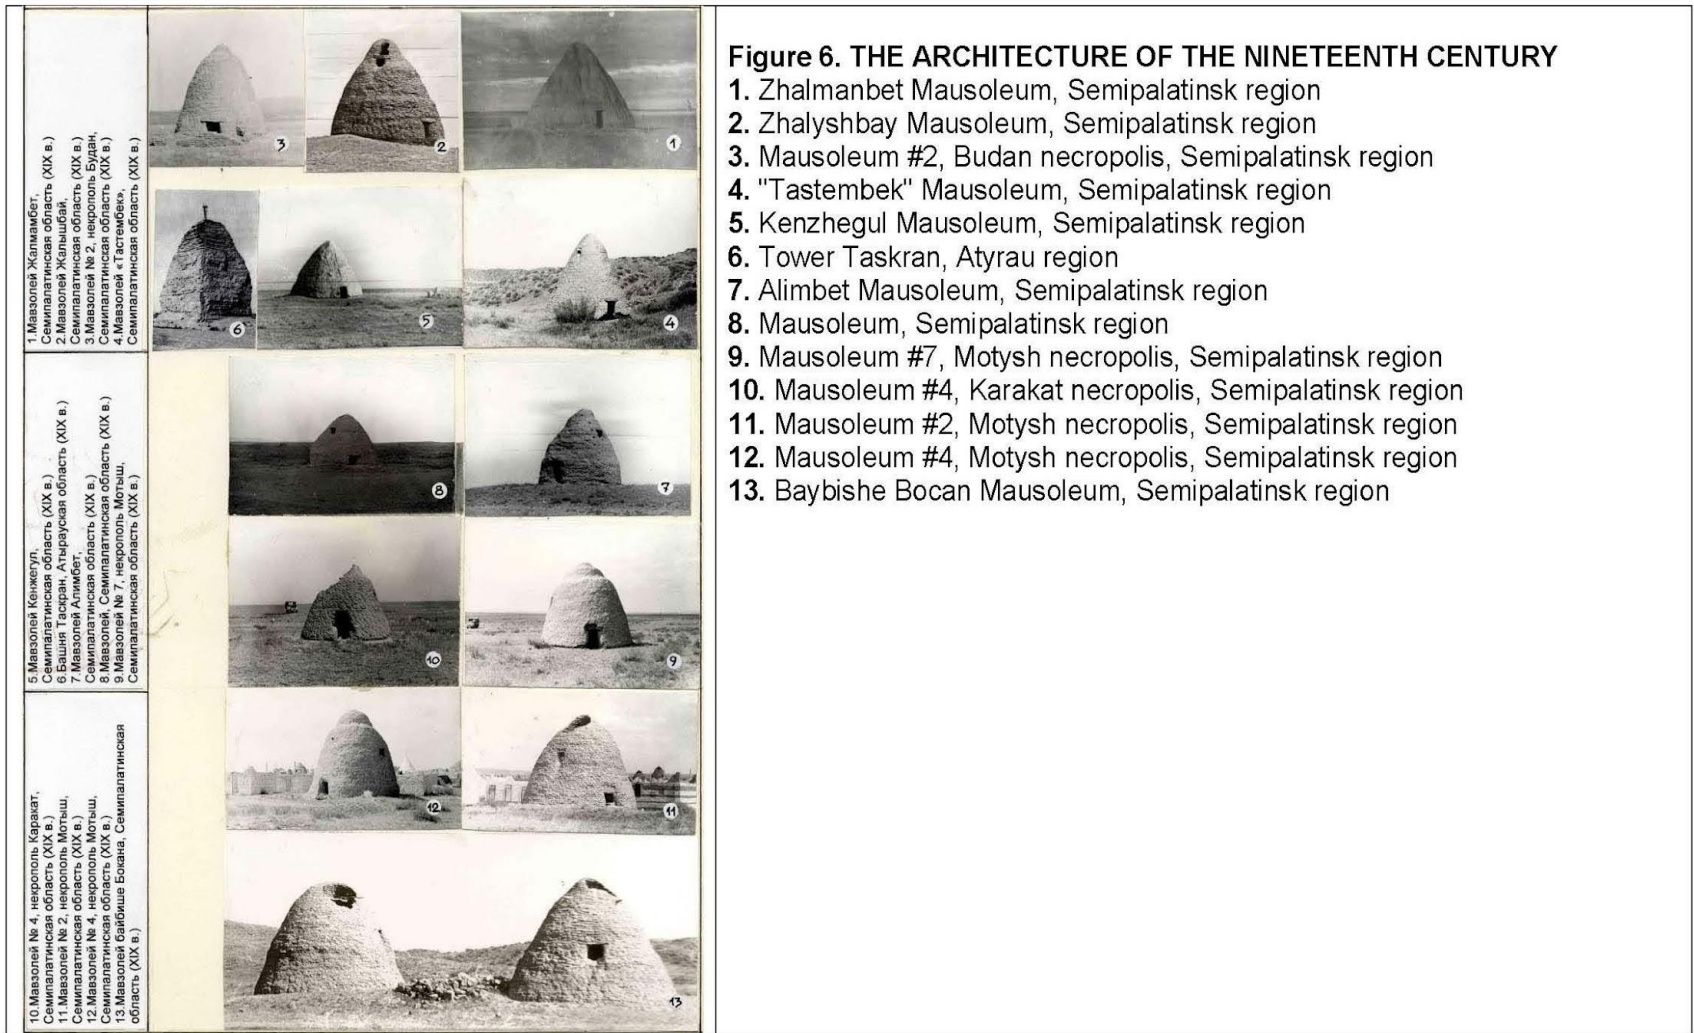 1.Мавзолей Жалмамбет,
Семипалатинская область (XIX в.)
2.Мавзолей Жалышбай,
Семипалатинская область (XIX в.)
3.Мавзолей № 2, некрополь Будан,
Семипалатинская область (XIX в.)
4.Мавзолей «Тастембек»,
Семипалатинская область (XIX в.)
5.Мавзолей Кенжегул,
Семипалатинская область (XIX в.)
6.Башня Таскран, Атырауская область (XIX в.)
7.Мавзолей Алимбет,
Семипалатинская область (XIX в.)
8.Мавзолей, Семипалатинская область (XIX в.)
9.Мавзолей № 7, некрополь Мотыш,
Семипалатинская область (XIX в.)
10.Мавзолей № 4, некрополь Каракат,
Семипалатинская область (XIX в.)
11.Мавзолей № 2, некрополь Мотыш,
Семипалатинская область (XIX в.)
12.Мавзолей № 4, некрополь Мотыш,
Семипалатинская область (XIX в.)
13.Мавзолей байбише Бокана, Семипалатинская
область (XIX в.)
3
2
1
6
5
4
8
7
10
9
12
11
13
Figure 6. THE ARCHITECTURE OF THE NINETEENTH CENTURY
1. Zhalmanbet Mausoleum, Semipalatinsk region
2. Zhalyshbay Mausoleum, Semipalatinsk region
3. Mausoleum #2, Budan necropolis, Semipalatinsk region
4. "Tastembek" Mausoleum, Semipalatinsk region
5. Kenzhegul Mausoleum, Semipalatinsk region
6. Tower Taskran, Atyrau region
7. Alimbet Mausoleum, Semipalatinsk region
8. Mausoleum, Semipalatinsk region
9. Mausoleum #7, Motysh necropolis, Semipalatinsk region
10. Mausoleum #4, Karakat necropolis, Semipalatinsk region
11. Mausoleum #2, Motysh necropolis, Semipalatinsk region
12. Mausoleum #4, Motysh necropolis, Semipalatinsk region
13. Baybishe Bocan Mausoleum, Semipalatinsk region